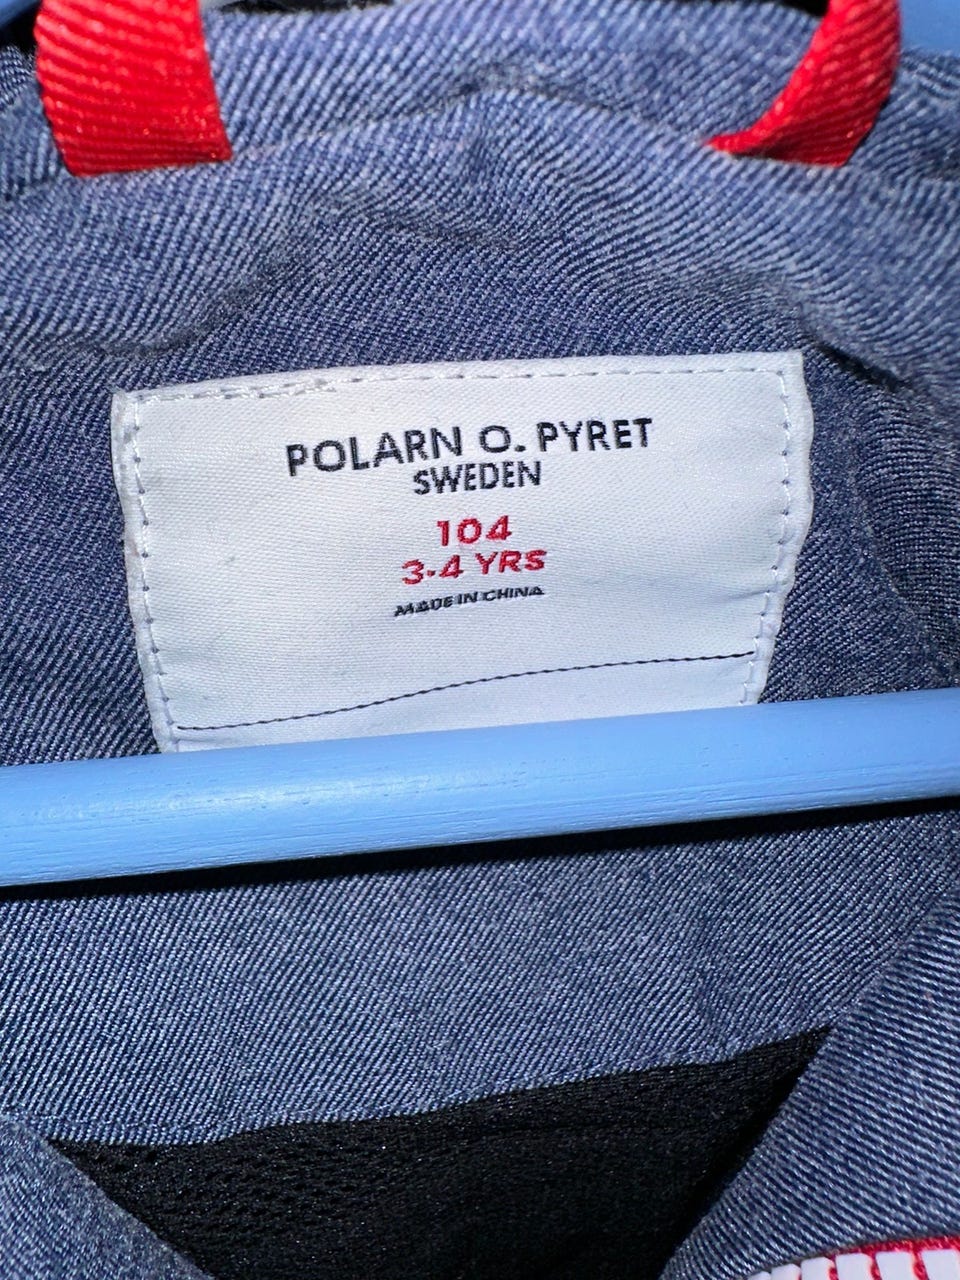 POLARN O. PYRET
SWEDEN
104
3-4 YRS
MADE IN CHINA